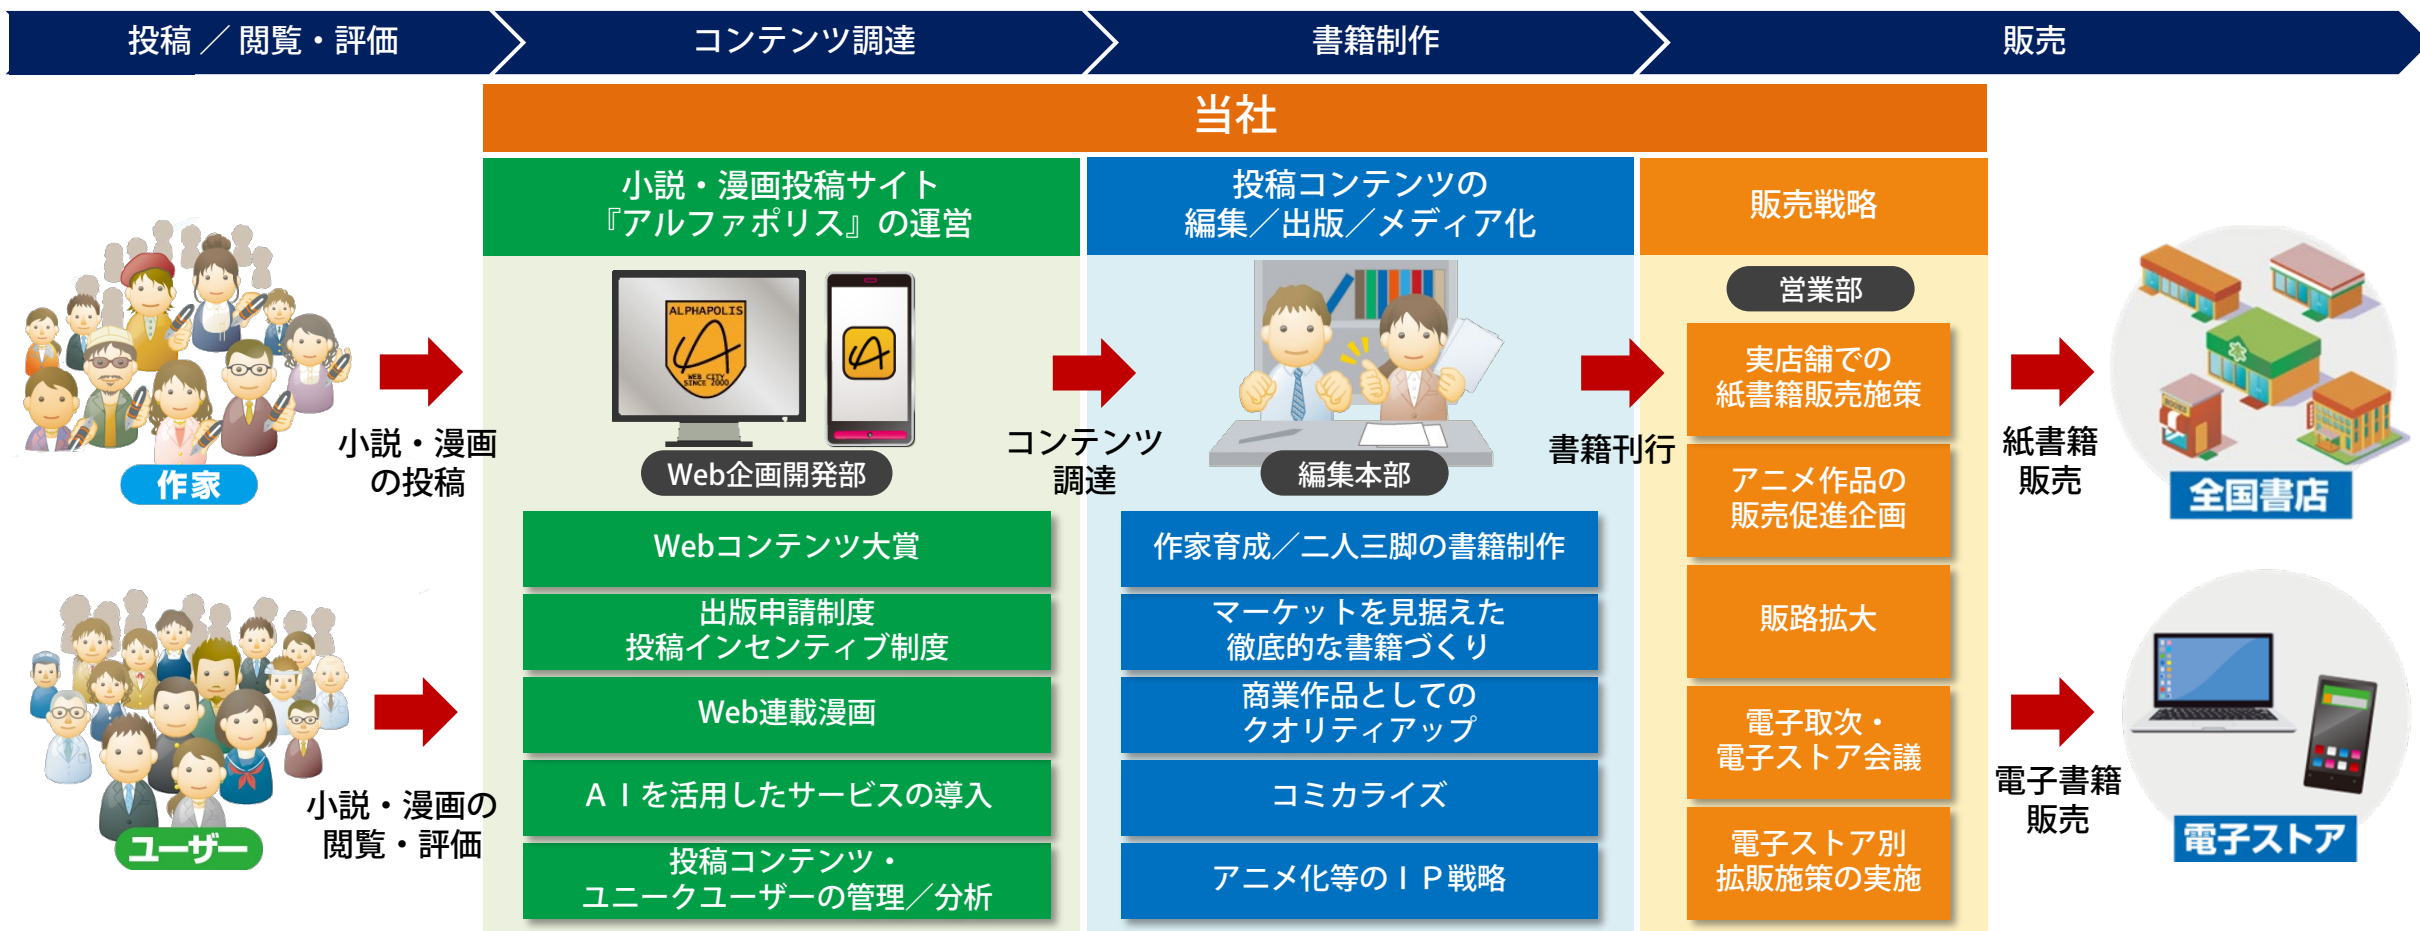 投稿 ／ 閲覧・評価
コンテンツ調達
書籍制作
販売
当社
小説・漫画投稿サイト
『アルファポリス』の運営
投稿コンテンツの
編集／出版／メディア化
販売戦略
作家
小説・漫画
の投稿
ユーザー
小説・漫画の
閲覧・評価
ALPHAPOLIS
WEB CITY
SINCE 2000
Web企画開発部
Webコンテンツ大賞
出版申請制度
投稿インセンティブ制度
Web連載漫画
ＡＩを活用したサービスの導入
投稿コンテンツ・
ユニークユーザーの管理／分析
コンテンツ
調達
編集本部
作家育成／二人三脚の書籍制作
マーケットを見据えた
徹底的な書籍づくり
商業作品としての
クオリティアップ
コミカライズ
アニメ化等のＩＰ戦略
書籍刊行
営業部
実店舗での
紙書籍販売施策
アニメ作品の
販売促進企画
販路拡大
電子取次・
電子ストア会議
電子ストア別
拡販施策の実施
紙書籍
販売
本
全国書店
電子書籍
販売
電子ストア